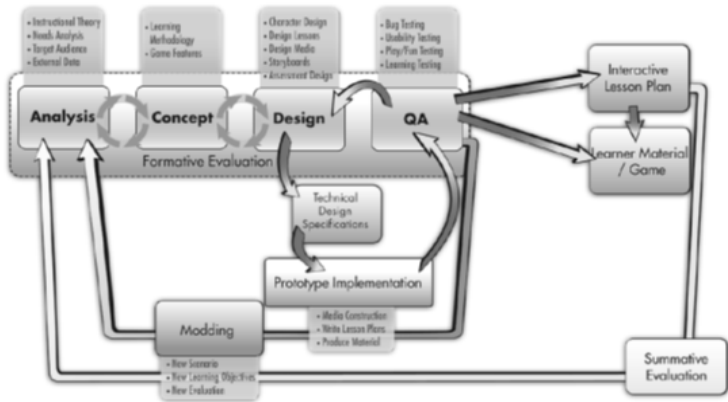 • Instructional Theory
• Needs Analysis
• Target Audience
• External Data
• Learning
Methodology
• Game Features
• Character Design
• Design Lessons
• Design Media
• Storyboards
• Assessment Design
• Bug Testing
• Usability Testing
• Play/Fun Testing
• Learning Testing
Analysis
Concept
Design
QA
Formative Evaluation
Interactive
Lesson Plan
Learner Material
/ Game
Technical
Design
Specifications
Prototype Implementation
• Media Construction
• Write Lesson Plans
• Produce Material
Modding
• New Scenario
• New Learning Objectives
• New Evaluation
Summative
Evaluation